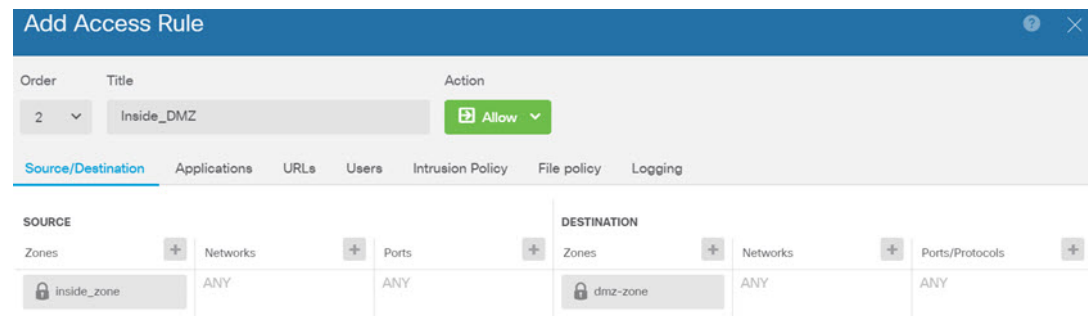 Add Access Rule
Order Title Action
2 Inside_DMZ Allow
Source/Destination Applications URLs Users Intrusion Policy File policy Logging
SOURCE DESTINATION
Zones Networks Ports Zones Networks Ports/Protocols
inside_zone ANY ANY dmz-zone ANY ANY